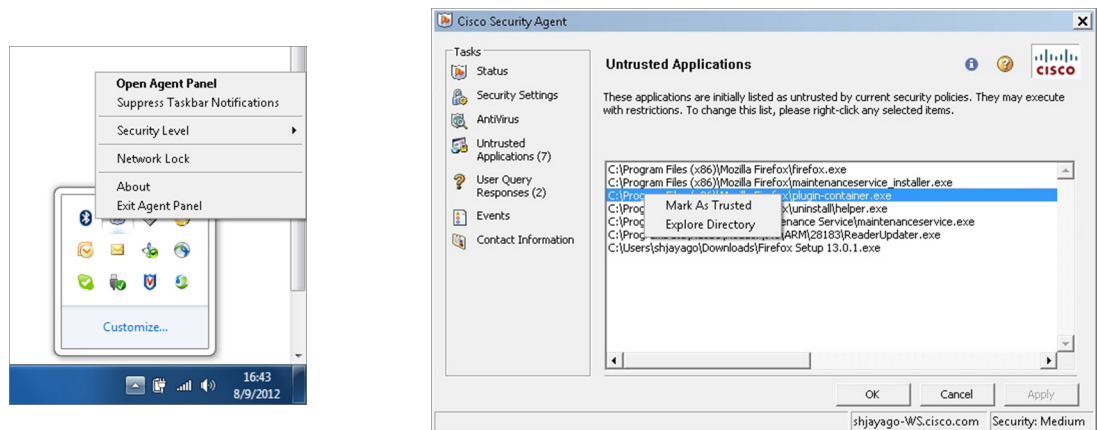 Open Agent Panel
Suppress Taskbar Notifications
Security Level
Network Lock
About
Exit Agent Panel
Customize...
16:43
8/9/2012
Cisco Security Agent
Tasks
Status
Security Settings
AntiVirus
Untrusted
Applications (7)
User Query
Responses (2)
Events
Contact Information
Untrusted Applications
CISCO
These applications are initially listed as untrusted by current security policies. They may execute
with restrictions. To change this list, please right-click any selected items.
C:\Program Files (x86)\Mozilla Firefox\firefox.exe
C:\Program Files (x86)\Mozilla Firefox\maintenanceservice_installer.exe
\plugin-container.exe
Mark As Trusted
Explore Directory
\uninstall\helper.exe
Service\maintenanceservice.exe
\ARM\28183\ReaderUpdater.exe
C:\Users\shjayago\Downloads\Firefox Setup 13.0.1.exe
OK
Cancel
Apply
shjayago-WS.cisco.com
Security: Medium